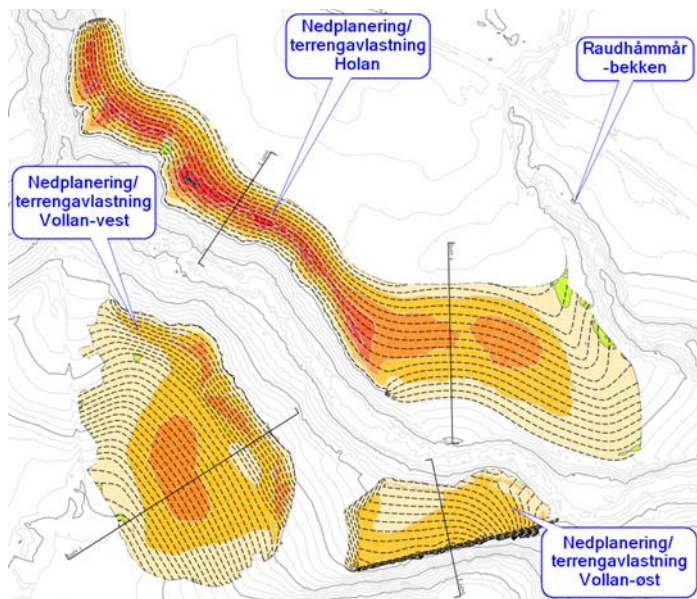 Nedplanering/
terrengavlastning
Holan
Raudhåmmår
-bekken
Nedplanering/
terrengavlastning
Vollan-vest
Nedplanering/
terrengavlastning
Vollan-øst